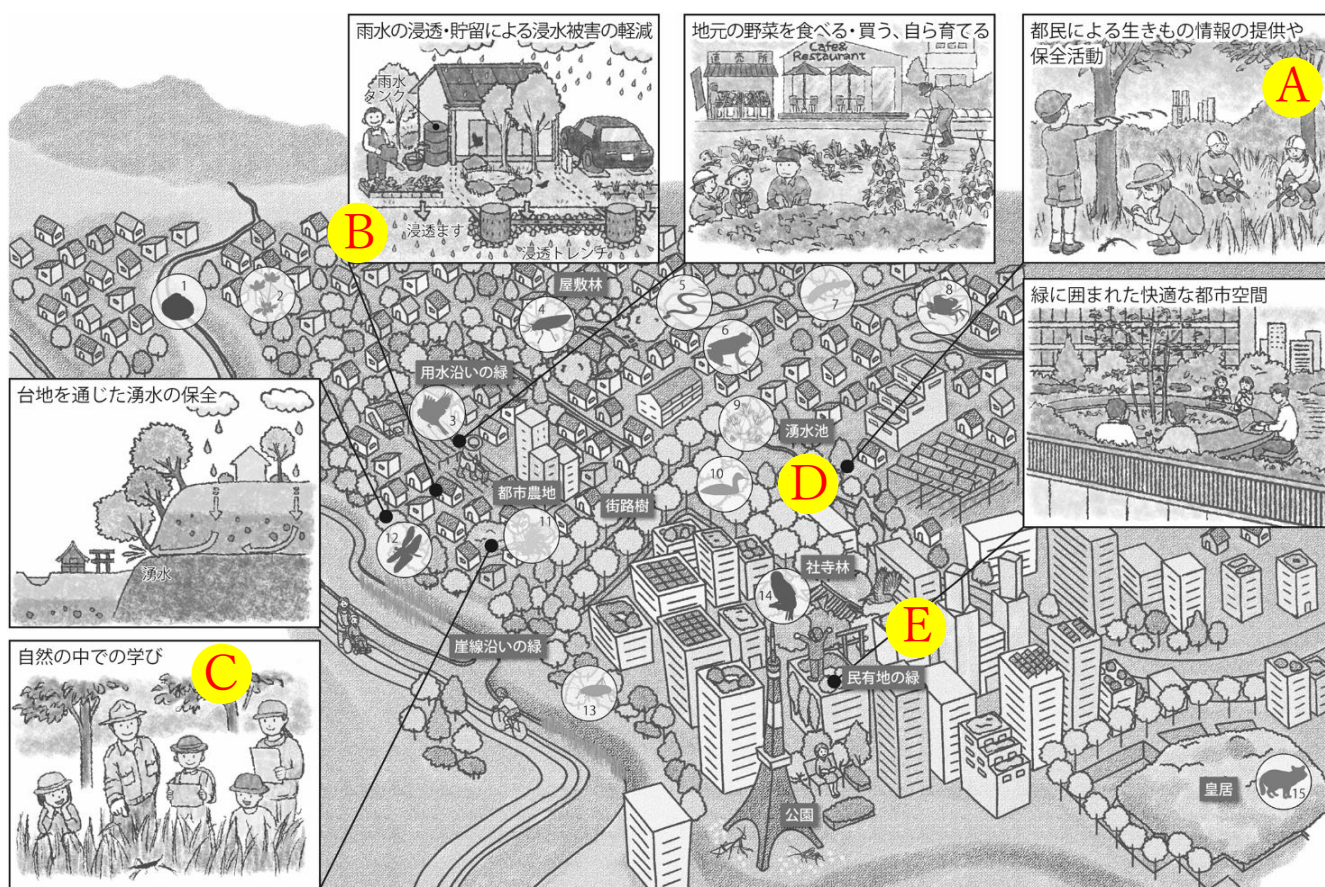 雨水の浸透・貯留による浸水被害の軽減
雨水
タンク
浸透ます
浸透トレンチ
B
地元の野菜を食べる・買う、自ら育てる
直売所
Cafe&
Restaurant
都民による生きもの情報の提供や
保全活動
A
緑に囲まれた快適な都市空間
台地を通じた湧水の保全
湧水
自然の中での学び
C
1
2
屋敷林
4
5
7
8
6
用水沿いの緑
3
9
湧水池
10
D
都市農地
街路樹
11
12
社寺林
14
E
崖線沿いの緑
民有地の緑
13
公園
皇居
15